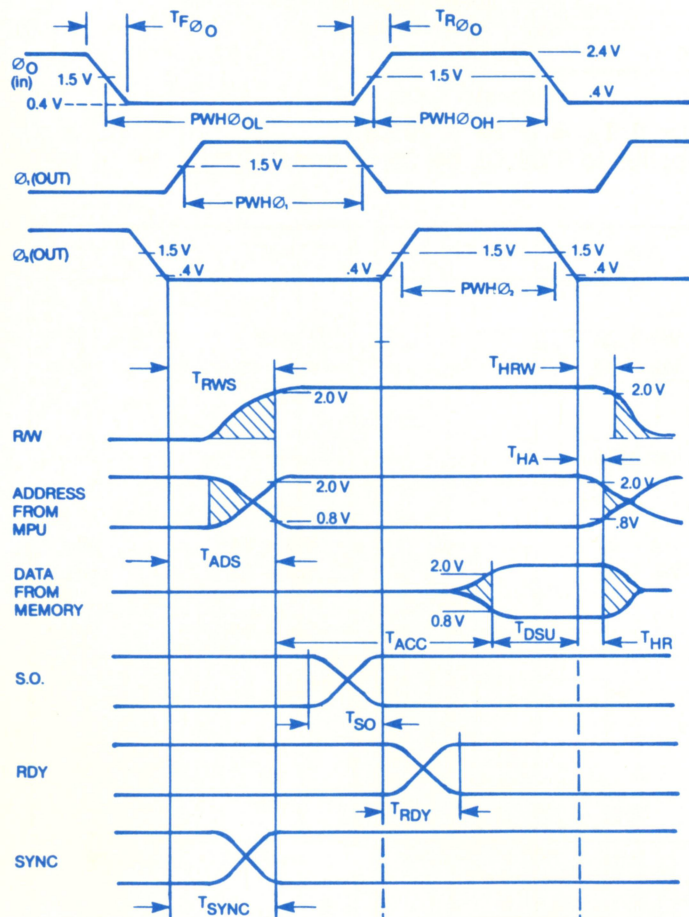 TFØO TRØO
ØO
(in)
1.5 V
0.4 V
1.5 V
2.4 V
.4 V
PWHØOL PWHØOH
Ø₁(OUT)
1.5 V
PWHØ₁
Ø₂(OUT)
1.5 V
.4 V
.4 V
1.5 V
1.5 V
.4 V
PWHØ₂
TRWS
THRW
2.0 V
2.0 V
R/W
THA
ADDRESS
FROM
MPU
2.0 V
0.8 V
2.0 V
.8V
TADS
DATA
FROM
MEMORY
2.0 V
0.8 V
TACC
TDSU
THR
S.O.
TSO
RDY
TRDY
SYNC
TSYNC